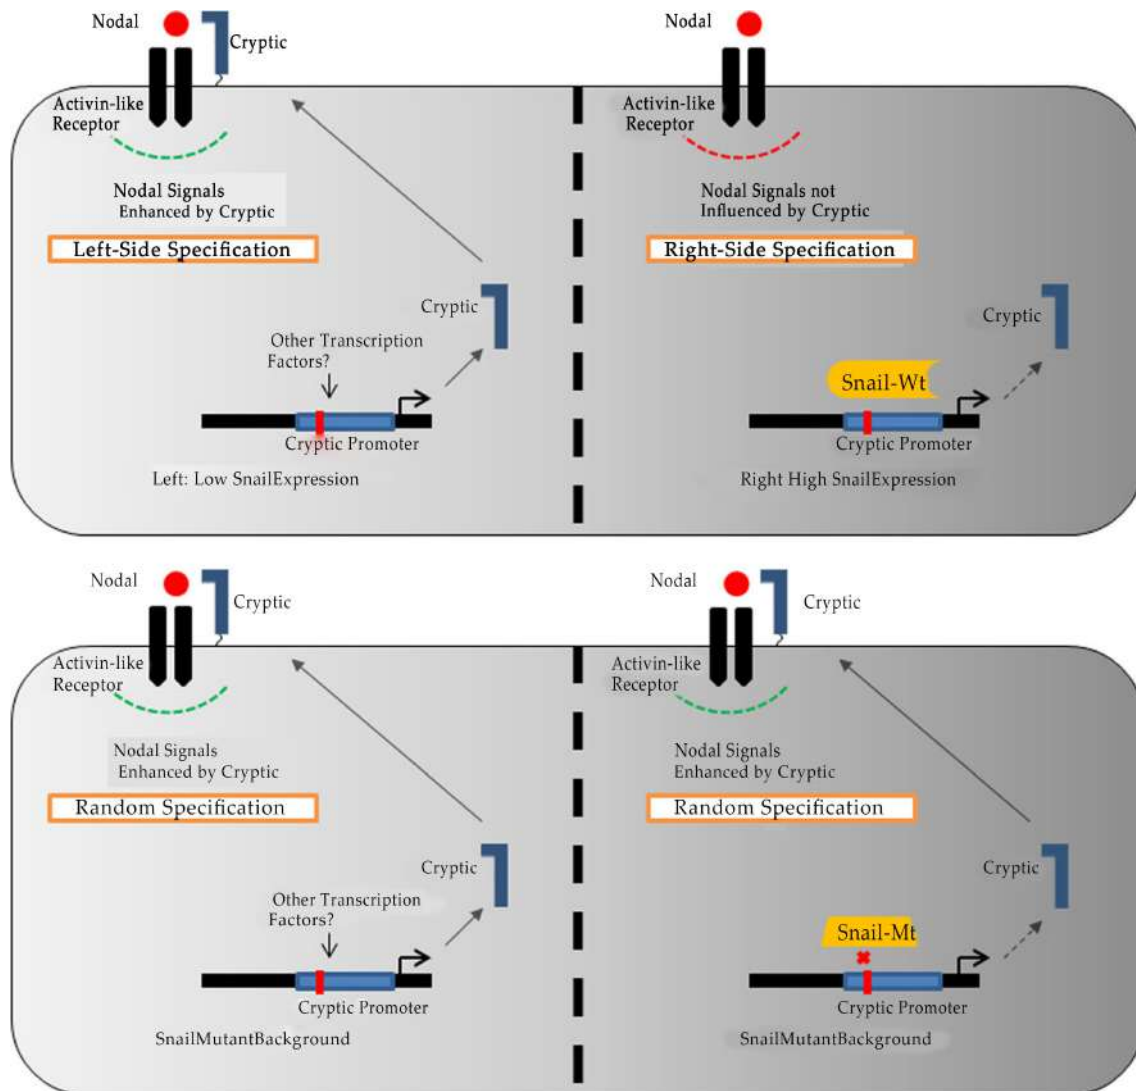 Nodal
Cryptic
Activin-like
Receptor
Nodal Signals
Enhanced by Cryptic
Left-Side Specification
Cryptic
Other Transcription
Factors?
Cryptic Promoter
Left: Low SnailExpression
Nodal
Activin-like
Receptor
Nodal Signals not
Influenced by Cryptic
Right-Side Specification
Cryptic
Snail-Wt
Cryptic Promoter
Right High SnailExpression
Nodal
Cryptic
Activin-like
Receptor
Nodal Signals
Enhanced by Cryptic
Random Specification
Cryptic
Other Transcription
Factors?
Cryptic Promoter
SnailMutantBackground
Nodal
Cryptic
Activin-like
Receptor
Nodal Signals
Enhanced by Cryptic
Random Specification
Cryptic
Snail-Mt
Cryptic Promoter
SnailMutantBackground